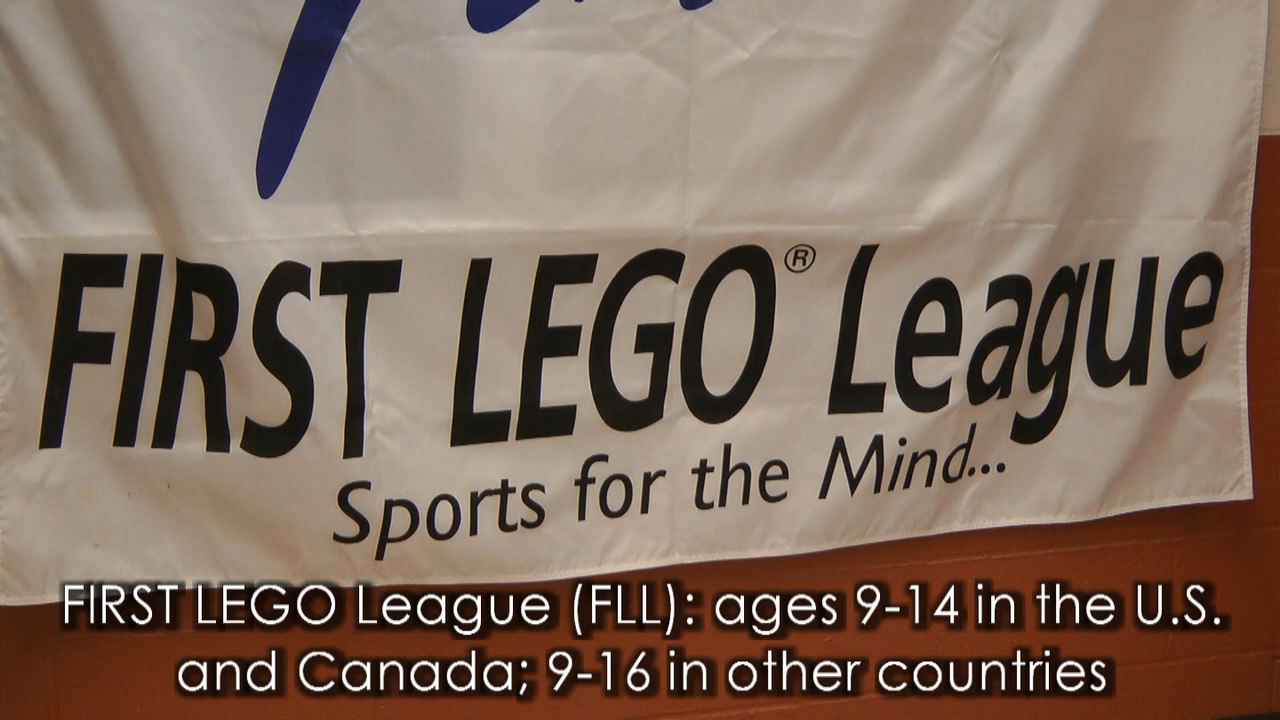 FIRST LEGO® League
Sports for the Mind...
FIRST LEGO League (FLL): ages 9-14 in the U.S.
and Canada; 9-16 in other countries